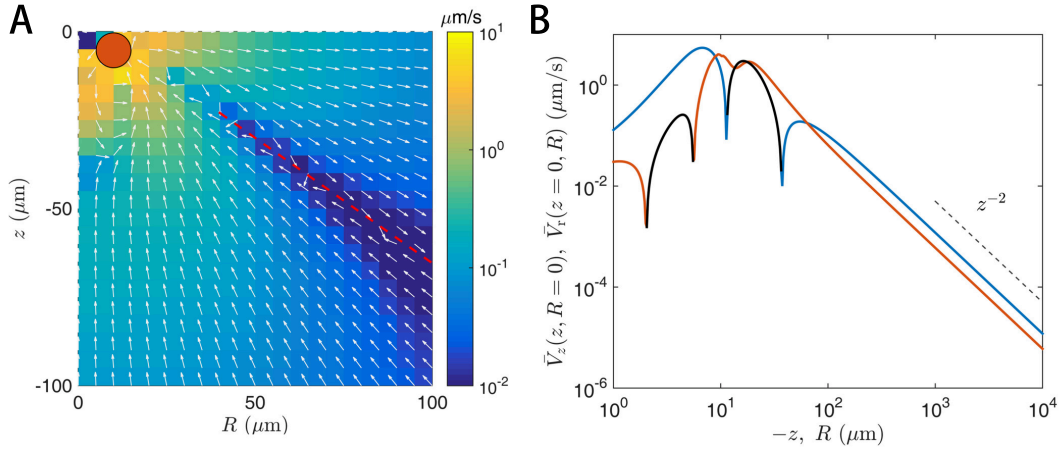 A
μm/s
0
-50
-100
z (μm)
0
50
100
R (μm)
10^1
10^0
10^-1
10^-2
B
10^0
10^-2
10^-4
10^-6
V̄_z(z, R = 0), V̄_r(z = 0, R) (μm/s)
z^-2
10^0
10^1
10^2
10^3
10^4
-z, R (μm)